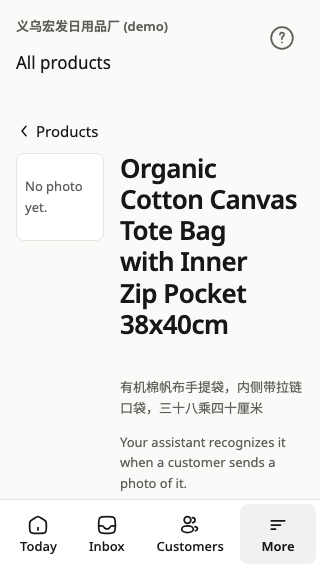 义乌宏发日用品厂 (demo)
All products
Products
No photo
yet.
Organic
Cotton Canvas
Tote Bag
with Inner
Zip Pocket
38x40cm
有机棉帆布手提袋，内侧带拉链
口袋，三十八乘四十厘米
Your assistant recognizes it
when a customer sends a
photo of it.
Today
Inbox
Customers
More